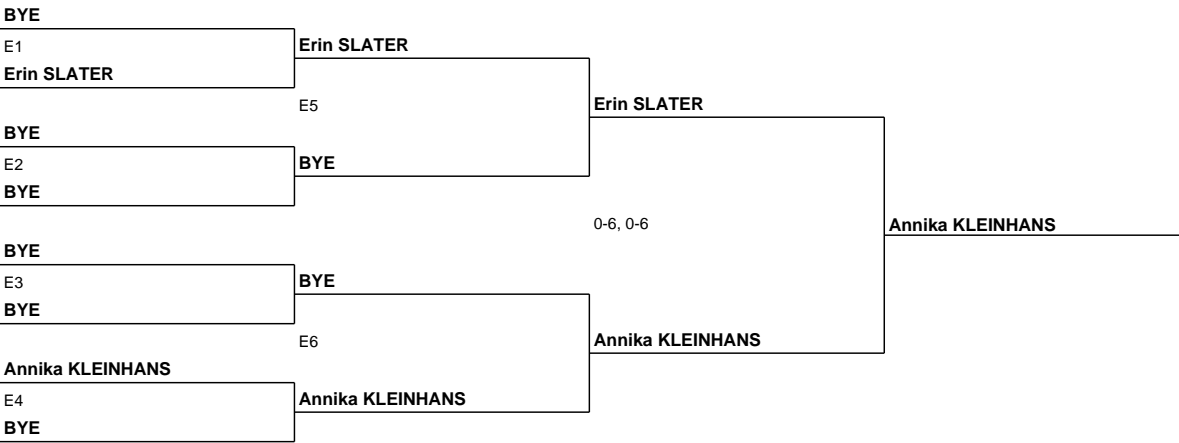 BYE
E1
Erin SLATER
Erin SLATER
E5
Erin SLATER
BYE
E2
BYE
BYE
0-6, 0-6
Annika KLEINHANS
BYE
E3
BYE
BYE
E6
Annika KLEINHANS
Annika KLEINHANS
E4
Annika KLEINHANS
BYE